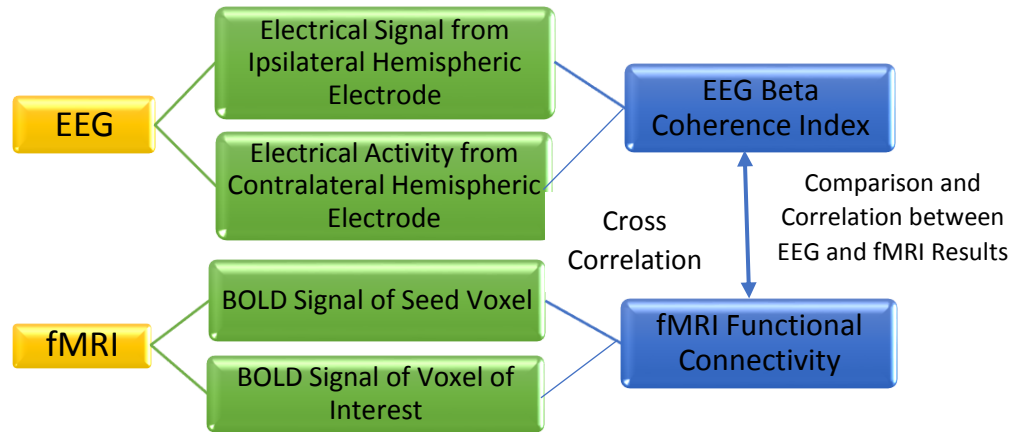 EEG
Electrical Signal from
Ipsilateral Hemispheric
Electrode
Electrical Activity from
Contralateral Hemispheric
Electrode
EEG Beta
Coherence Index
Cross
Correlation
Comparison and
Correlation between
EEG and fMRI Results
fMRI
BOLD Signal of Seed Voxel
BOLD Signal of Voxel of
Interest
fMRI Functional
Connectivity